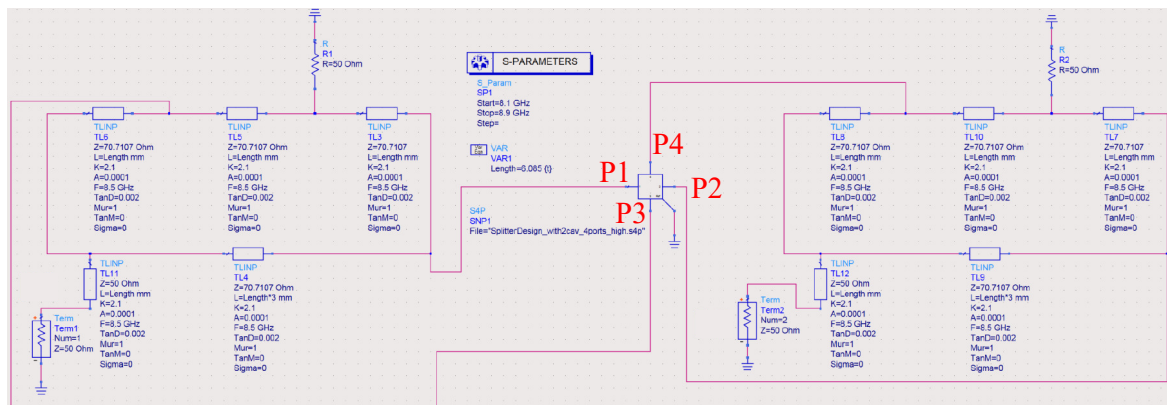 R
R1
R=50 Ohm
S-PARAMETERS
S_Param
SP1
Start=8.1 GHz
Stop=8.9 GHz
Step=
Var
Eqn
VAR
VAR1
Length=6.085 {t}
TLINP
TL6
Z=70.7107 Ohm
L=Length mm
K=2.1
A=0.0001
F=8.5 GHz
TanD=0.002
Mur=1
TanM=0
Sigma=0
TLINP
TL5
Z=70.7107 Ohm
L=Length mm
K=2.1
A=0.0001
F=8.5 GHz
TanD=0.002
Mur=1
TanM=0
Sigma=0
TLINP
TL3
Z=70.7107
L=Length mm
K=2.1
A=0.0001
F=8.5 GHz
TanD=0.002
Mur=1
TanM=0
Sigma=0
TLINP
TL11
Z=50 Ohm
L=Length mm
K=2.1
A=0.0001
F=8.5 GHz
TanD=0.002
Mur=1
TanM=0
Sigma=0
TLINP
TL4
Z=70.7107 Ohm
L=Length*3 mm
K=2.1
A=0.0001
F=8.5 GHz
TanD=0.002
Mur=1
TanM=0
Sigma=0
Term
Term1
Num=1
Z=50 Ohm
P4
P1
P2
P3
S4P
SNP1
File="SplitterDesign_with2cav_4ports_high.s4p"
R
R2
R=50 Ohm
TLINP
TL8
Z=70.7107 Ohm
L=Length mm
K=2.1
A=0.0001
F=8.5 GHz
TanD=0.002
Mur=1
TanM=0
Sigma=0
TLINP
TL10
Z=70.7107 Ohm
L=Length mm
K=2.1
A=0.0001
F=8.5 GHz
TanD=0.002
Mur=1
TanM=0
Sigma=0
TLINP
TL7
Z=70.7107 Ohm
L=Length mm
K=2.1
A=0.0001
F=8.5 GHz
TanD=0.002
Mur=1
TanM=0
Sigma=0
TLINP
TL12
Z=50 Ohm
L=Length mm
K=2.1
A=0.0001
F=8.5 GHz
TanD=0.002
Mur=1
TanM=0
Sigma=0
TLINP
TL9
Z=70.7107 Ohm
L=Length*3 mm
K=2.1
A=0.0001
F=8.5 GHz
TanD=0.002
Mur=1
TanM=0
Sigma=0
Term
Term2
Num=2
Z=50 Ohm